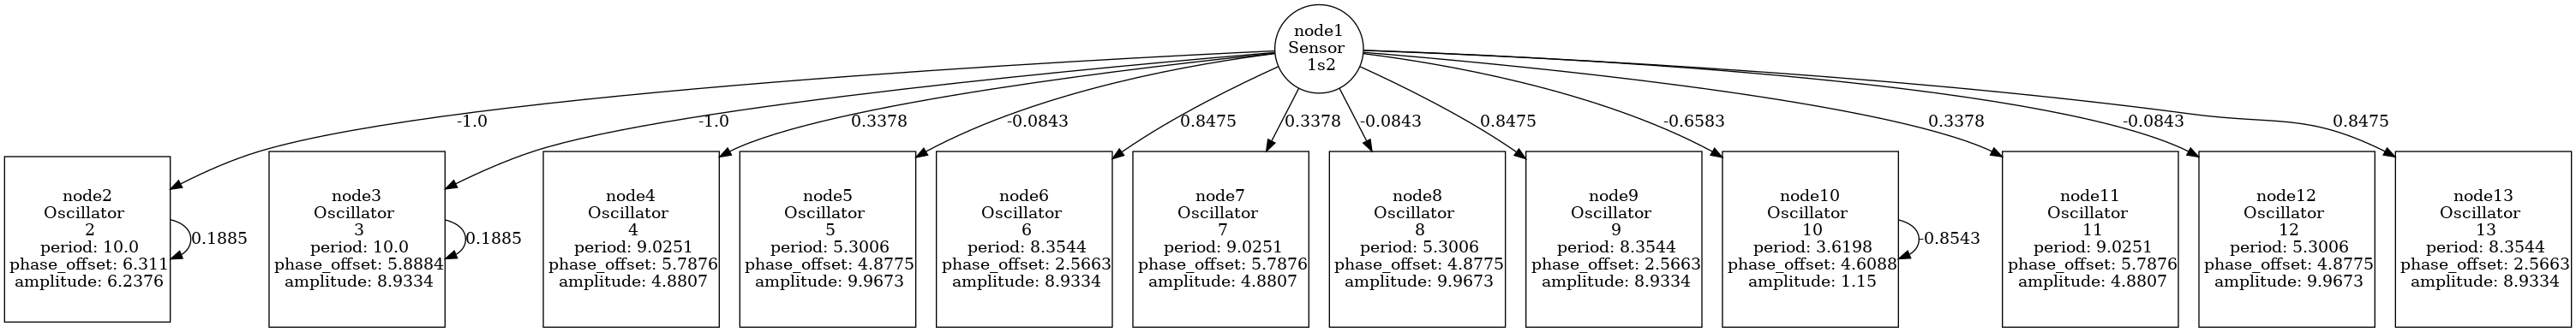 node1
Sensor
1s2
-1.0
-1.0
0.3378
-0.0843
0.8475
0.3378
-0.0843
0.8475
-0.6583
0.3378
-0.0843
0.8475
node2
Oscillator
2
period: 10.0
phase_offset: 6.311
amplitude: 6.2376
0.1885
node3
Oscillator
3
period: 10.0
phase_offset: 5.8884
amplitude: 8.9334
0.1885
node4
Oscillator
4
period: 9.0251
phase_offset: 5.7876
amplitude: 4.8807
node5
Oscillator
5
period: 5.3006
phase_offset: 4.8775
amplitude: 9.9673
node6
Oscillator
6
period: 8.3544
phase_offset: 2.5663
amplitude: 8.9334
node7
Oscillator
7
period: 9.0251
phase_offset: 5.7876
amplitude: 4.8807
node8
Oscillator
8
period: 5.3006
phase_offset: 4.8775
amplitude: 9.9673
node9
Oscillator
9
period: 8.3544
phase_offset: 2.5663
amplitude: 8.9334
node10
Oscillator
10
period: 3.6198
phase_offset: 4.6088
amplitude: 1.15
-0.8543
node11
Oscillator
11
period: 9.0251
phase_offset: 5.7876
amplitude: 4.8807
node12
Oscillator
12
period: 5.3006
phase_offset: 4.8775
amplitude: 9.9673
node13
Oscillator
13
period: 8.3544
phase_offset: 2.5663
amplitude: 8.9334